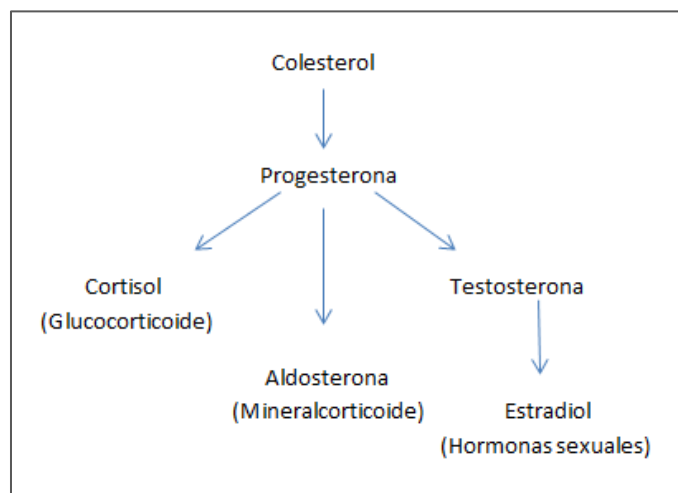 Colesterol
Progesterona
Cortisol
(Glucocorticoide)
Testosterona
Aldosterona
(Mineralcorticoide)
Estradiol
(Hormonas sexuales)